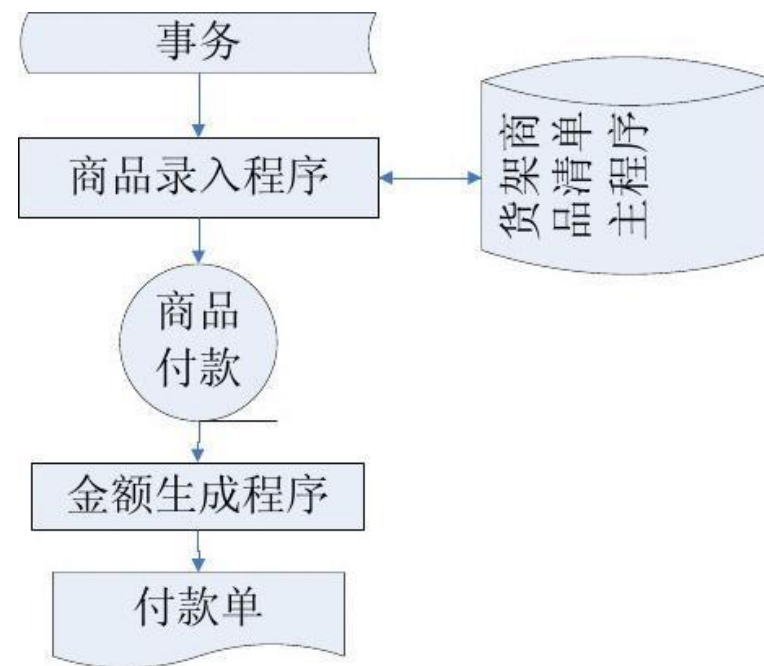 事务
商品录入程序
货架商
品清单
主程序
商品
付款
金额生成程序
付款单